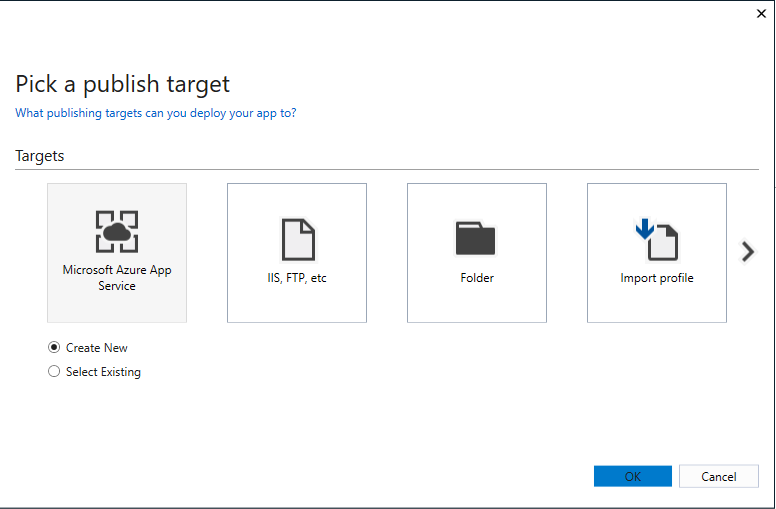 Pick a publish target
What publishing targets can you deploy your app to?
Targets
Microsoft Azure App
Service
IIS, FTP, etc
Folder
Import profile
Create New
Select Existing
OK
Cancel